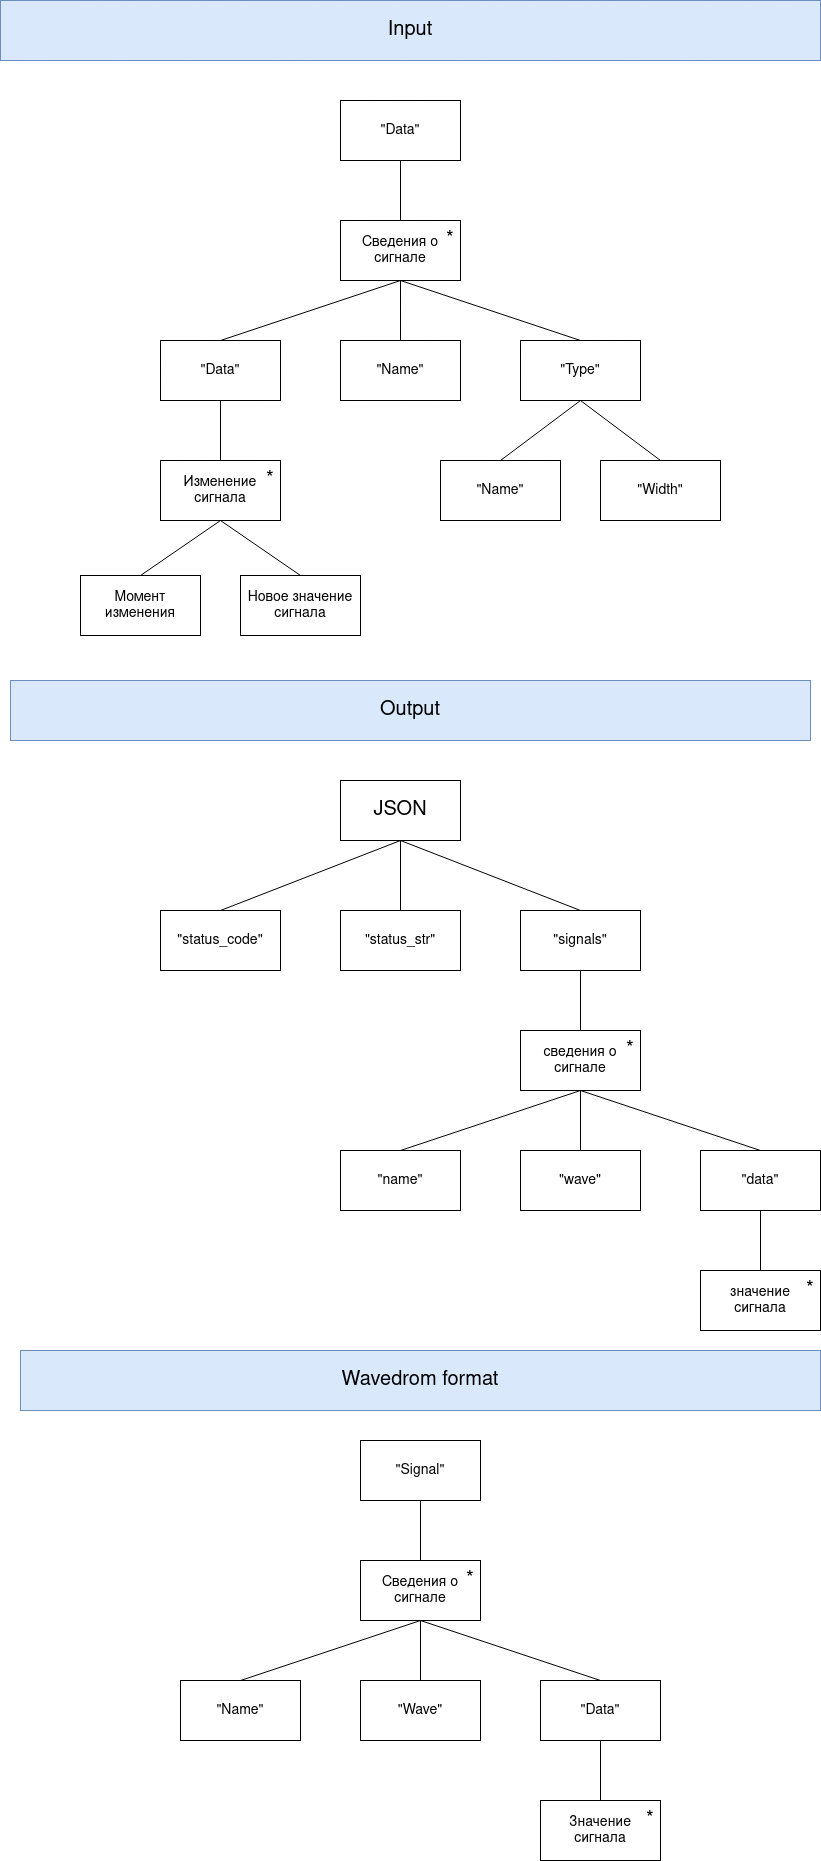 Input
"Data"
Сведения о *
сигнале
"Data"
"Name"
"Type"
Изменение *
сигнала
"Name"
"Width"
Момент
изменения
Новое значение
сигнала
Output
JSON
"status_code"
"status_str"
"signals"
сведения о *
сигнале
"name"
"wave"
"data"
значение *
сигнала
Wavedrom format
"Signal"
Сведения о *
сигнале
"Name"
"Wave"
"Data"
Значение *
сигнала